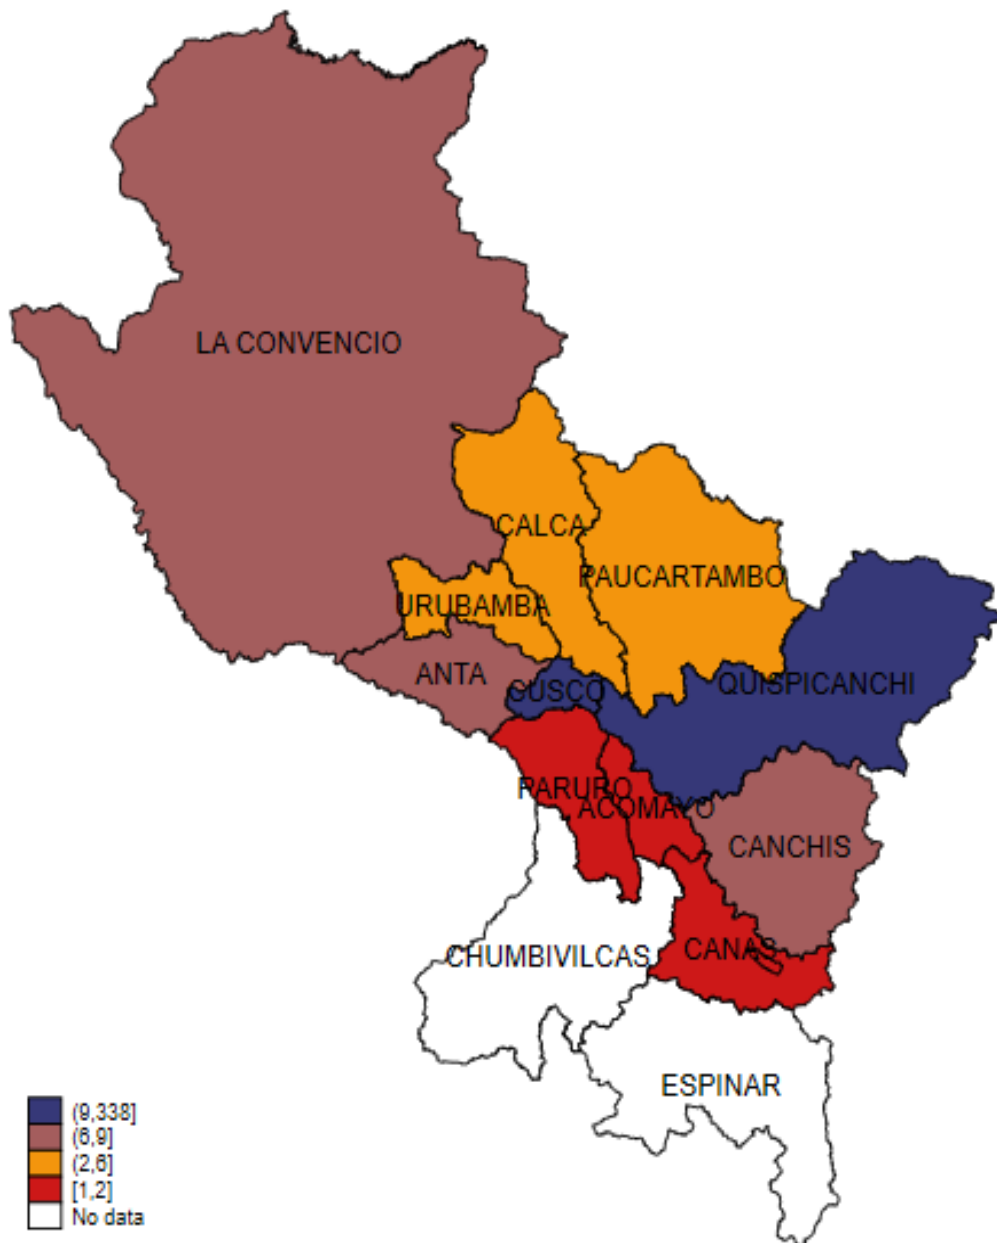 LA CONVENCIO
CALCA
PAUCARTAMBO
URUBAMBA
ANTA
CUSCO
QUISPICANCHI
PARURO
ACOMAYO
CANCHIS
CANAS
CHUMBIVILCAS
ESPINAR
(9,338]
(6,9]
(2,6]
[1,2]
No data